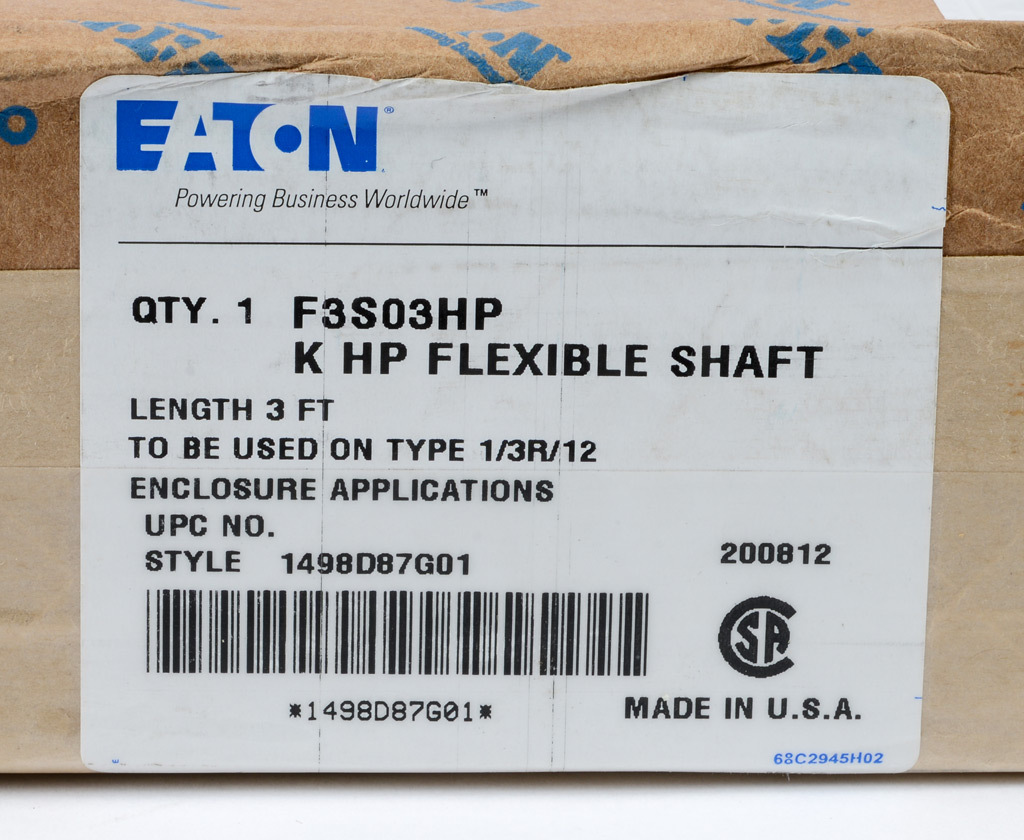 EATON®
Powering Business Worldwide™
QTY. 1 F3S03HP
K HP FLEXIBLE SHAFT
LENGTH 3 FT
TO BE USED ON TYPE 1/3R/12
ENCLOSURE APPLICATIONS
UPC NO.
STYLE 1498D87G01
200812
CSA
*1498D87G01*
MADE IN U.S.A.
68C2945H02